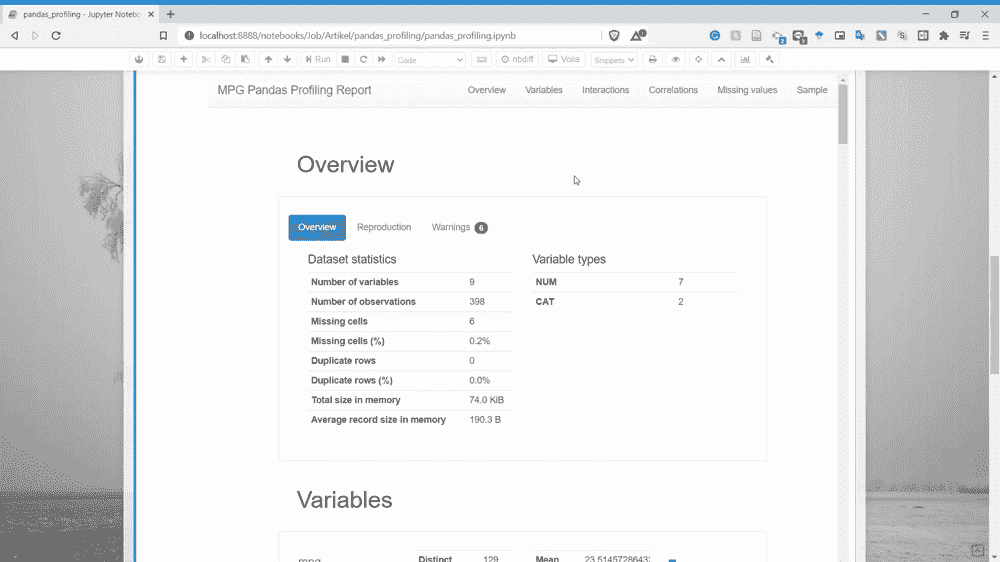 pandas_profiling - Jupyter Noteb
localhost:8888/notebooks/Job/Artikel/pandas_profiling/pandas_profiling.ipynb
Run Code nbdiff Voila Snippets
MPG Pandas Profiling Report Overview Variables Interactions Correlations Missing values Sample
Overview
Overview Reproduction Warnings 6
Dataset statistics
Number of variables 9
Number of observations 398
Missing cells 6
Missing cells (%) 0.2%
Duplicate rows 0
Duplicate rows (%) 0.0%
Total size in memory 74.0 KiB
Average record size in memory 190.3 B
Variable types
NUM 7
CAT 2
Variables
mpg Distinct 129 Mean 23.514572864